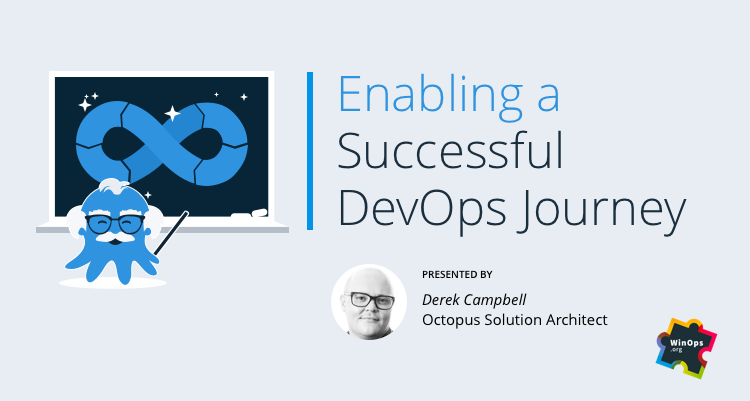 Enabling a
Successful
DevOps Journey
PRESENTED BY
Derek Campbell
Octopus Solution Architect
WinOps
.org